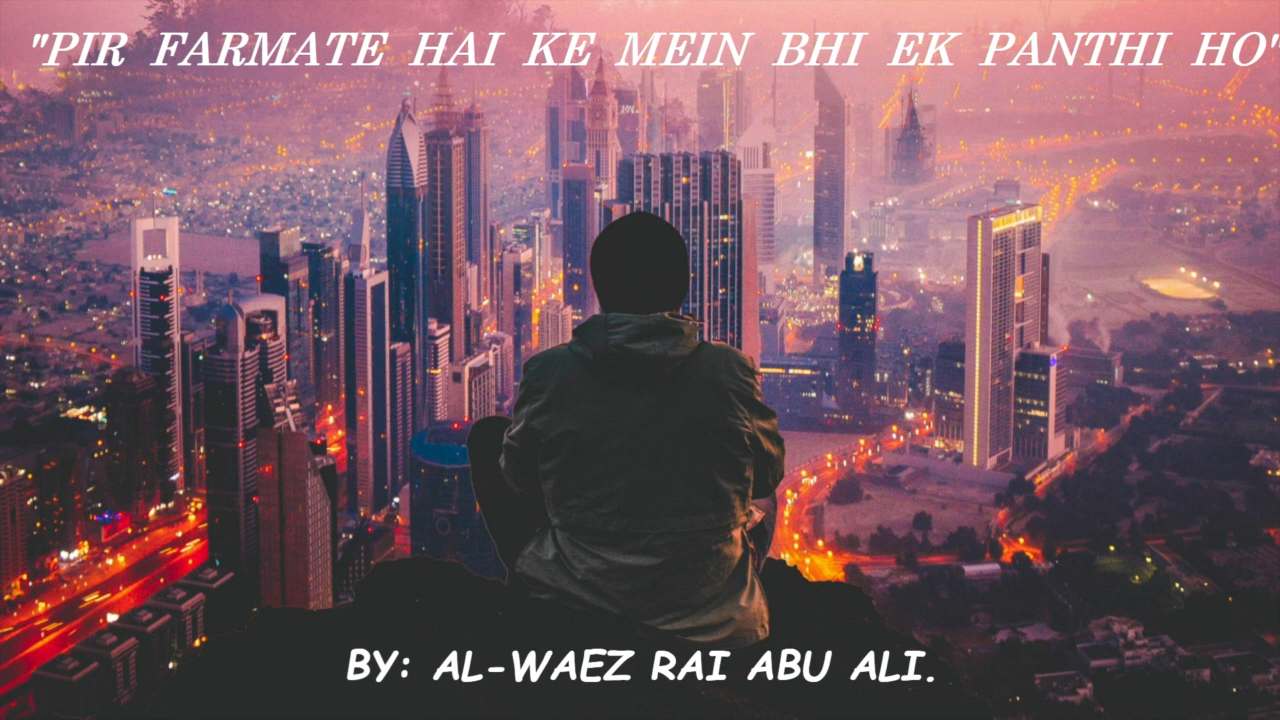 "PIR FARMATE HAI KE MEIN BHI EK PANTHI HO"
BY: AL-WAEZ RAI ABU ALI.